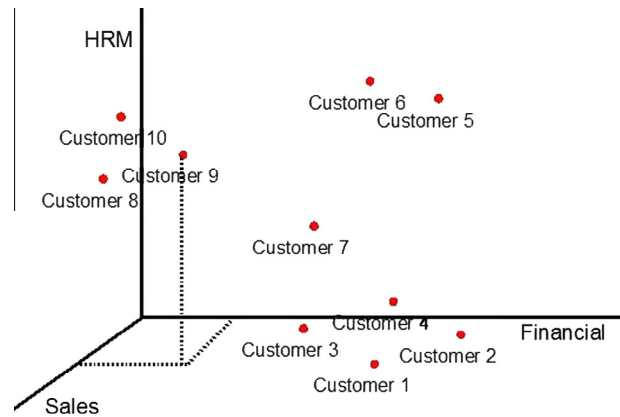 HRM
Customer 6
Customer 5
Customer 10
Customer 9
Customer 8
Customer 7
Customer 4
Financial
Customer 3
Customer 2
Customer 1
Sales